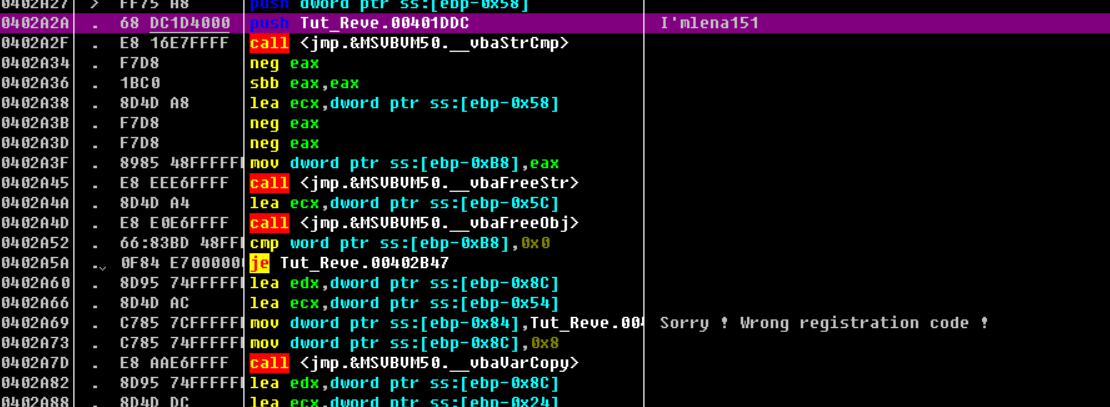 0402A27 > FF75 A8 push dword ptr ss:[ebp-0x58]
0402A2A . 68 DC1D4000 push Tut_Reve.00401DDC I'mlena151
0402A2F . E8 16E7FFFF call <jmp.&MSVBVM50.__vbaStrCmp>
0402A34 . F7D8 neg eax
0402A36 . 1BC0 sbb eax,eax
0402A38 . 8D4D A8 lea ecx,dword ptr ss:[ebp-0x58]
0402A3B . F7D8 neg eax
0402A3D . F7D8 neg eax
0402A3F . 8985 48FFFFF mov dword ptr ss:[ebp-0xB8],eax
0402A45 . E8 EEE6FFFF call <jmp.&MSVBVM50.__vbaFreeStr>
0402A4A . 8D4D A4 lea ecx,dword ptr ss:[ebp-0x5C]
0402A4D . E8 E0E6FFFF call <jmp.&MSVBVM50.__vbaFreeObj>
0402A52 . 66:83BD 48FF cmp word ptr ss:[ebp-0xB8],0x0
0402A5A .v 0F84 E700000 je Tut_Reve.00402B47
0402A60 . 8D95 74FFFFF lea edx,dword ptr ss:[ebp-0x8C]
0402A66 . 8D4D AC lea ecx,dword ptr ss:[ebp-0x54]
0402A69 . C785 7CFFFFF mov dword ptr ss:[ebp-0x84],Tut_Reve.004 Sorry ! Wrong registration code !
0402A73 . C785 74FFFFF mov dword ptr ss:[ebp-0x8C],0x8
0402A7D . E8 AAE6FFFF call <jmp.&MSVBVM50.__vbaVarCopy>
0402A82 . 8D95 74FFFFF lea edx,dword ptr ss:[ebp-0x8C]
0402A88 . 8D4D DC lea ecx,dword ptr ss:[ebp-0x24]